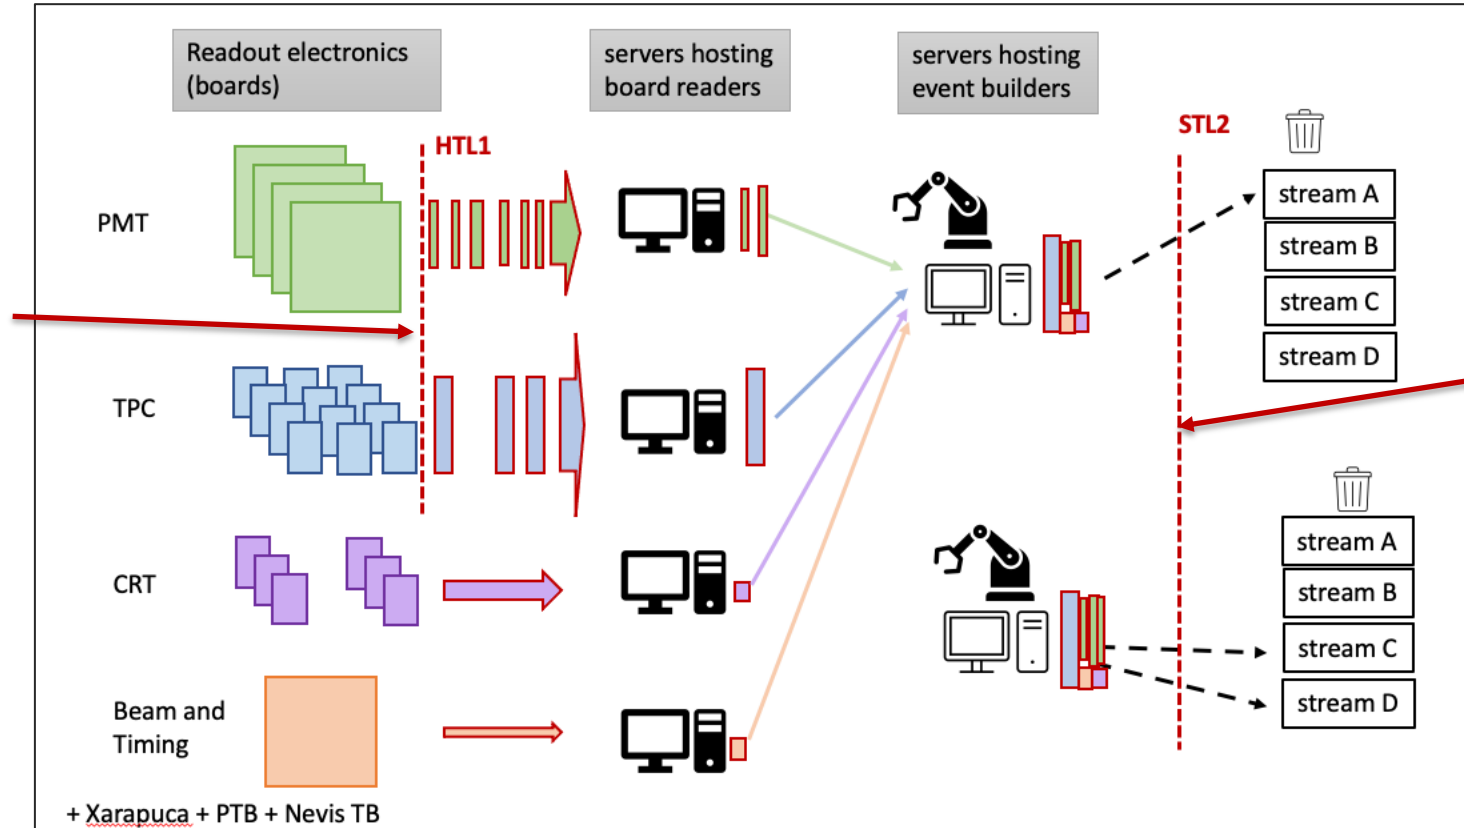 Readout electronics
(boards)
servers hosting
board readers
servers hosting
event builders
HTL1
STL2
PMT
stream A
stream B
stream C
stream D
TPC
CRT
stream A
stream B
stream C
stream D
Beam and
Timing
+ Xarapuca + PTB + Nevis TB